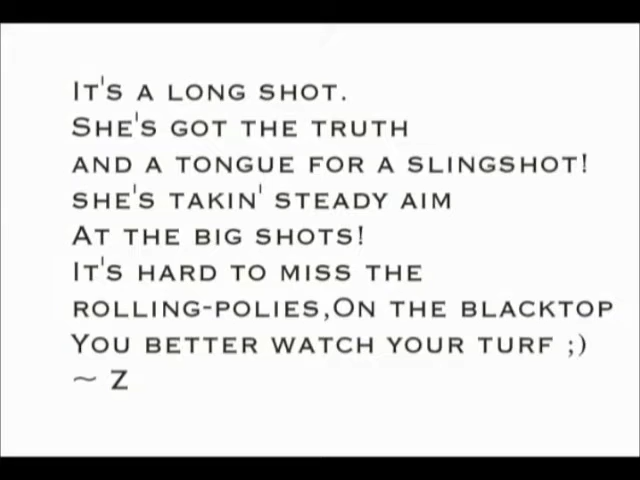 It's a long shot.
She's got the truth
and a tongue for a slingshot!
she's takin' steady aim
At the big shots!
It's hard to miss the
rolling-polies,On the blacktop
You better watch your turf ;)
~ z